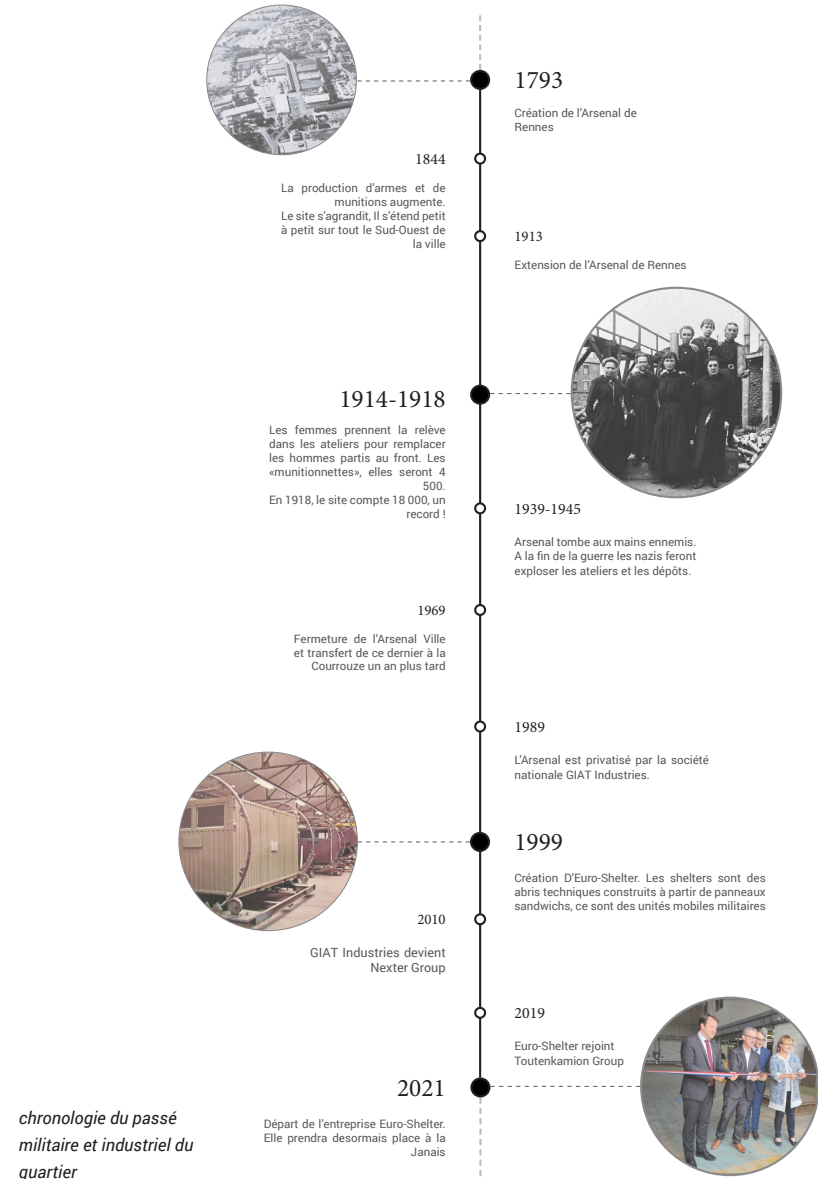 1793
Création de l'Arsenal de
Rennes
1844
La production d'armes et de
munitions augmente.
Le site s'agrandit, Il s'étend petit
à petit sur tout le Sud-Ouest de
la ville
1913
Extension de l'Arsenal de Rennes
1914-1918
Les femmes prennent la relève
dans les ateliers pour remplacer
les hommes partis au front. Les
«munitionnettes», elles seront 4
500.
En 1918, le site compte 18 000, un
record !
1939-1945
Arsenal tombe aux mains ennemis.
A la fin de la guerre les nazis feront
exploser les ateliers et les dépôts.
1969
Fermeture de l'Arsenal Ville
et transfert de ce dernier à la
Courrouze un an plus tard
1989
L'Arsenal est privatisé par la société
nationale GIAT Industries.
1999
Création D'Euro-Shelter. Les shelters sont des
abris techniques construits à partir de panneaux
sandwichs, ce sont des unités mobiles militaires
2010
GIAT Industries devient
Nexter Group
2019
Euro-Shelter rejoint
Toutenkamion Group
2021
Départ de l'entreprise Euro-Shelter.
Elle prendra desormais place à la
Janais
chronologie du passé
militaire et industriel du
quartier